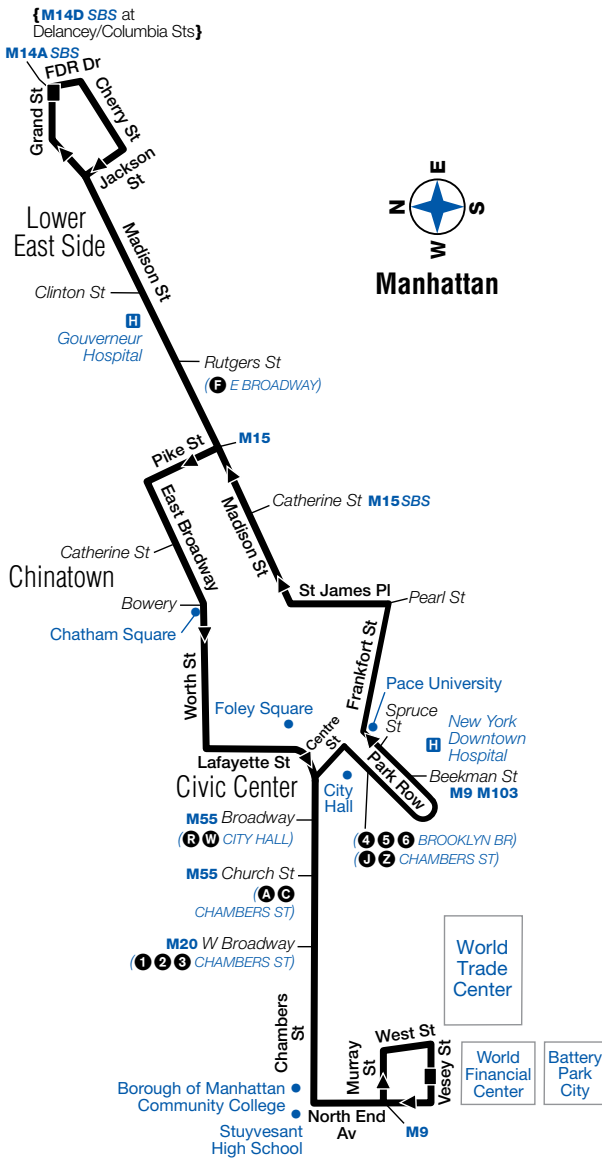 {M14D SBS at
Delancey/Columbia Sts}
M14A SBS
FDR Dr
Grand St
Cherry St
Jackson
St
Lower
East Side
Madison St
N
E
S
W
Manhattan
Clinton St
H
Gouverneur
Hospital
Rutgers St
(F E BROADWAY)
Pike St
M15
East Broadway
Madison St
Catherine St M15SBS
Catherine St
Chinatown
St James Pl
Pearl St
Bowery
Chatham Square
Worth St
Frankfort St
Pace University
Foley Square
Centre
St
Spruce
St
H
New York
Downtown
Hospital
Lafayette St
Civic Center
City
Hall
Park Row
Beekman St
M9 M103
M55 Broadway
(R W CITY HALL)
(4 5 6 BROOKLYN BR)
(J Z CHAMBERS ST)
M55 Church St
(A C
CHAMBERS ST)
M20 W Broadway
(1 2 3 CHAMBERS ST)
World
Trade
Center
Chambers
St
West St
Murray
St
Vesey St
World
Financial
Center
Battery
Park
City
Borough of Manhattan
Community College
Stuyvesant
High School
North End
Av
M9